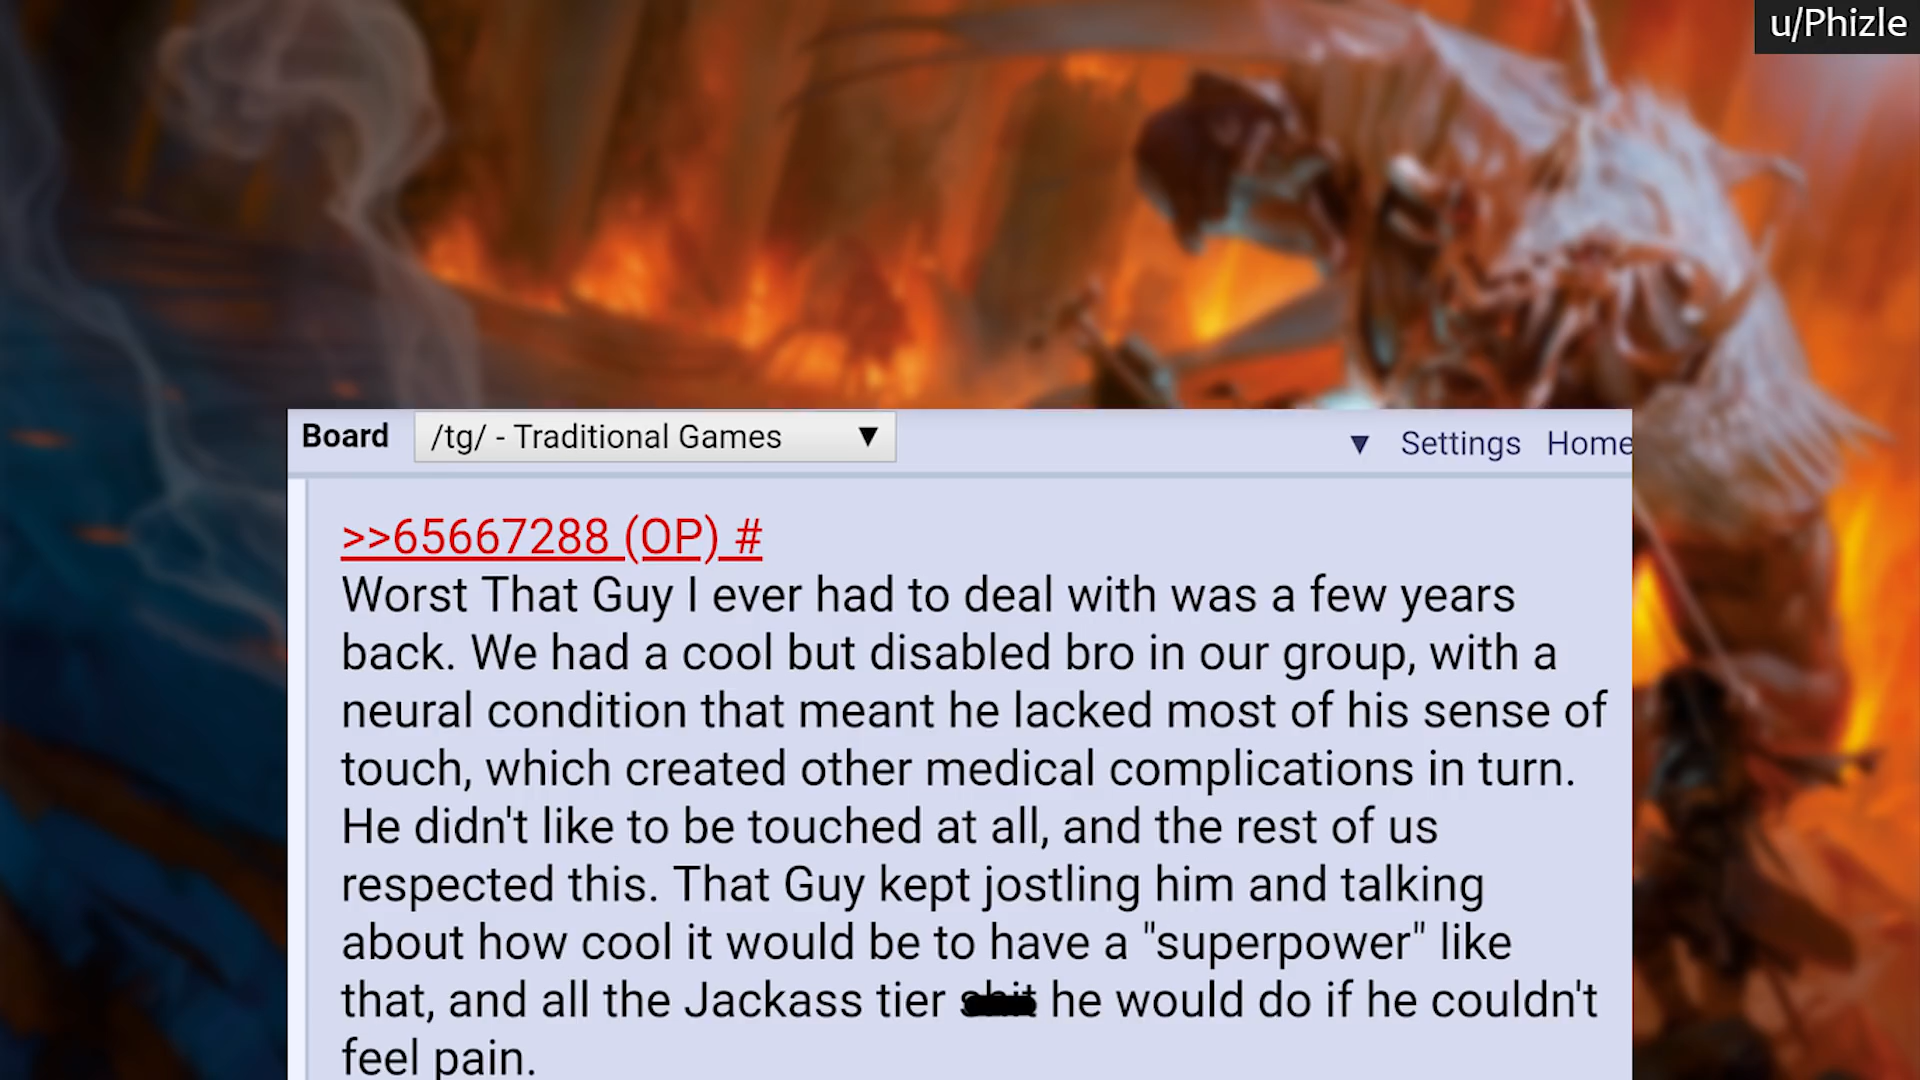 u/Phizle
Board /tg/ - Traditional Games ▼ ▼ Settings Home
>>65667288 (OP) #
Worst That Guy I ever had to deal with was a few years
back. We had a cool but disabled bro in our group, with a
neural condition that meant he lacked most of his sense of
touch, which created other medical complications in turn.
He didn't like to be touched at all, and the rest of us
respected this. That Guy kept jostling him and talking
about how cool it would be to have a "superpower" like
that, and all the Jackass tier he would do if he couldn't
feel pain.